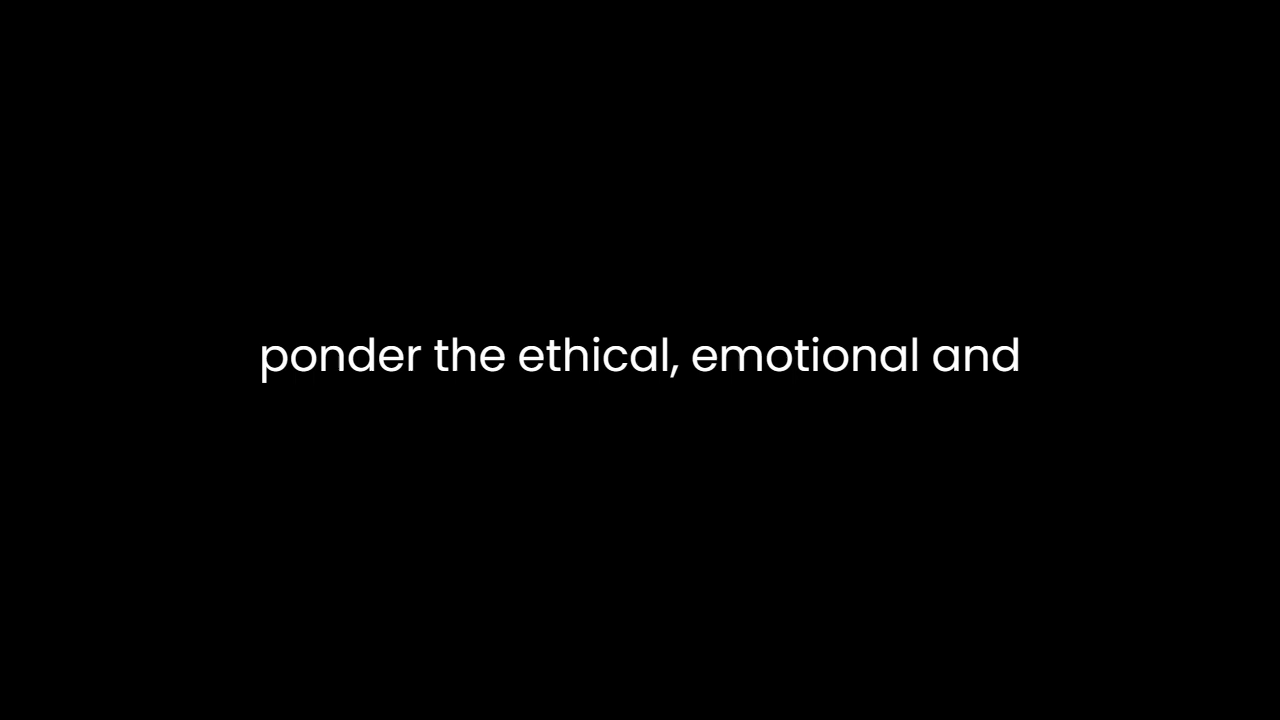 ponder the ethical, emotional and